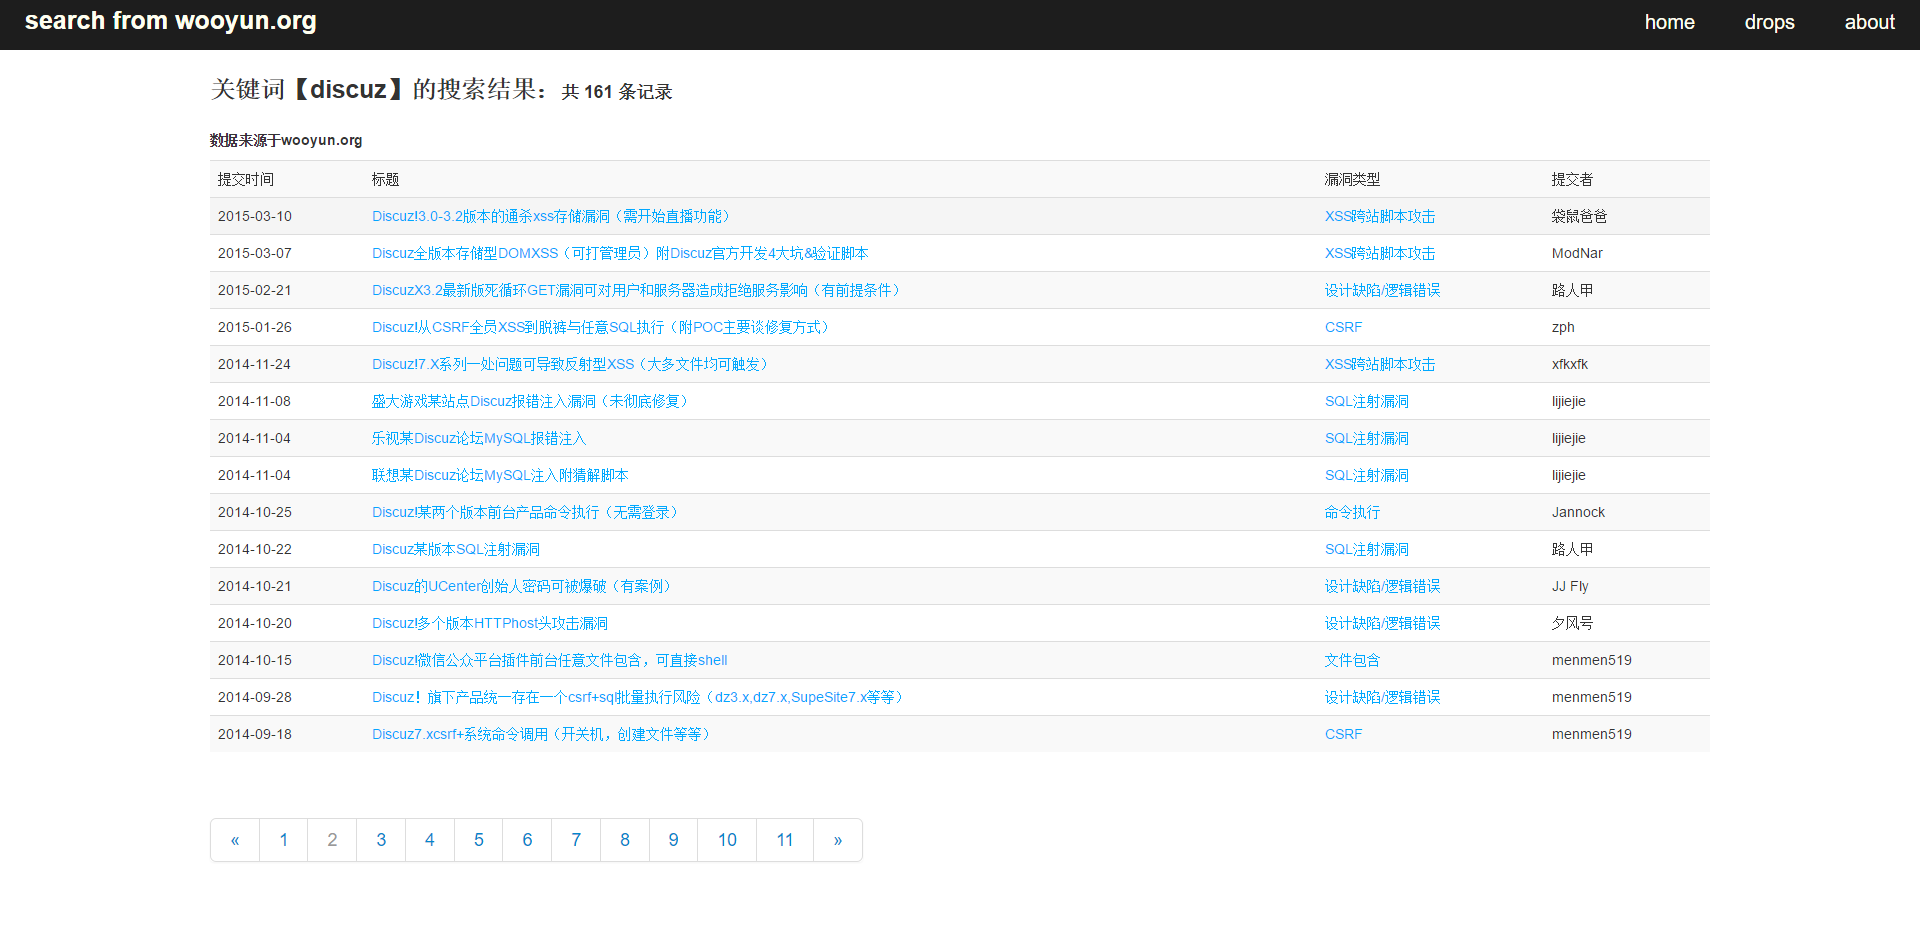 search from wooyun.org home drops about
关键词【discuz】的搜索结果：共 161 条记录
数据来源于wooyun.org
提交时间 标题 漏洞类型 提交者
2015-03-10 Discuz!3.0-3.2版本的通杀xss存储漏洞（需开始直播功能） XSS跨站脚本攻击 袋鼠爸爸
2015-03-07 Discuz全版本存储型DOMXSS（可打管理员）附Discuz官方开发4大坑&验证脚本 XSS跨站脚本攻击 ModNar
2015-02-21 DiscuzX3.2最新版死循环GET漏洞可对用户和服务器造成拒绝服务影响（有前提条件） 设计缺陷/逻辑错误 路人甲
2015-01-26 Discuz!从CSRF全员XSS到脱裤与任意SQL执行（附POC主要谈修复方式） CSRF zph
2014-11-24 Discuz!7.X系列一处问题可导致反射型XSS（大多文件均可触发） XSS跨站脚本攻击 xfkxfk
2014-11-08 盛大游戏某站点Discuz报错注入漏洞（未彻底修复） SQL注射漏洞 lijiejie
2014-11-04 乐视某Discuz论坛MySQL报错注入 SQL注射漏洞 lijiejie
2014-11-04 联想某Discuz论坛MySQL注入附猜解脚本 SQL注射漏洞 lijiejie
2014-10-25 Discuz!某两个版本前台产品命令执行（无需登录） 命令执行 Jannock
2014-10-22 Discuz某版本SQL注射漏洞 SQL注射漏洞 路人甲
2014-10-21 Discuz的UCenter创始人密码可被爆破（有案例） 设计缺陷/逻辑错误 JJ Fly
2014-10-20 Discuz!多个版本HTTPhost头攻击漏洞 设计缺陷/逻辑错误 夕风号
2014-10-15 Discuz!微信公众平台插件前台任意文件包含，可直接shell 文件包含 menmen519
2014-09-28 Discuz！旗下产品统一存在一个csrf+sql批量执行风险（dz3.x,dz7.x,SupeSite7.x等等） 设计缺陷/逻辑错误 menmen519
2014-09-18 Discuz7.xcsrf+系统命令调用（开关机，创建文件等等） CSRF menmen519
« 1 2 3 4 5 6 7 8 9 10 11 »